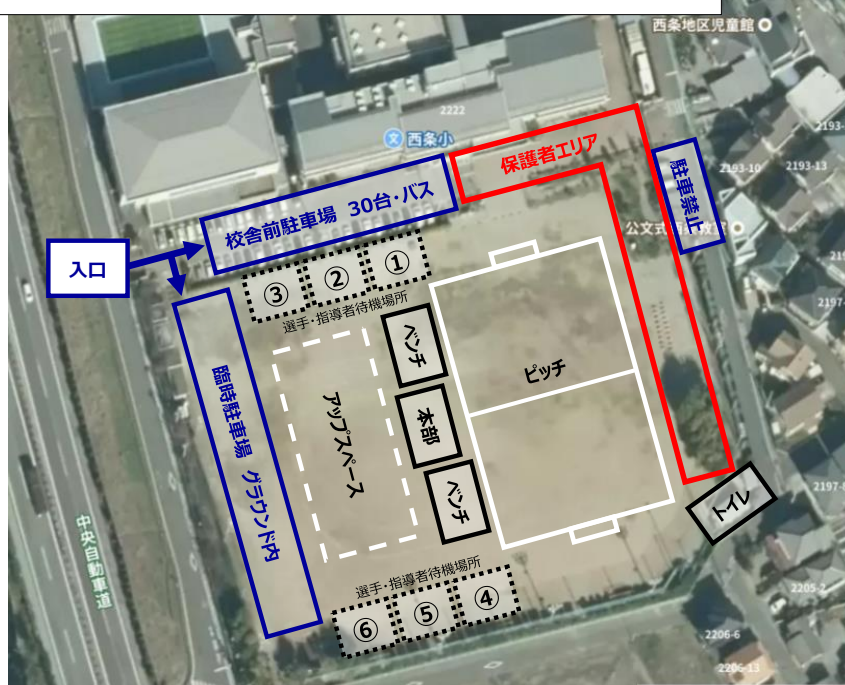 西条地区児童館
2222
西条小
2193-
2193-10
2193-13
保護者エリア
駐車禁止
校舎前駐車場 30台・バス
入口
①
②
③
選手・指導者待機場所
ベンチ
本部
ベンチ
ピッチ
アップスペース
臨時駐車場 グラウンド内
219
2197-
2197-
トイレ
中央自動車道
選手・指導者待機場所
④
⑤
⑥
2205-2
2206-6
2206-13